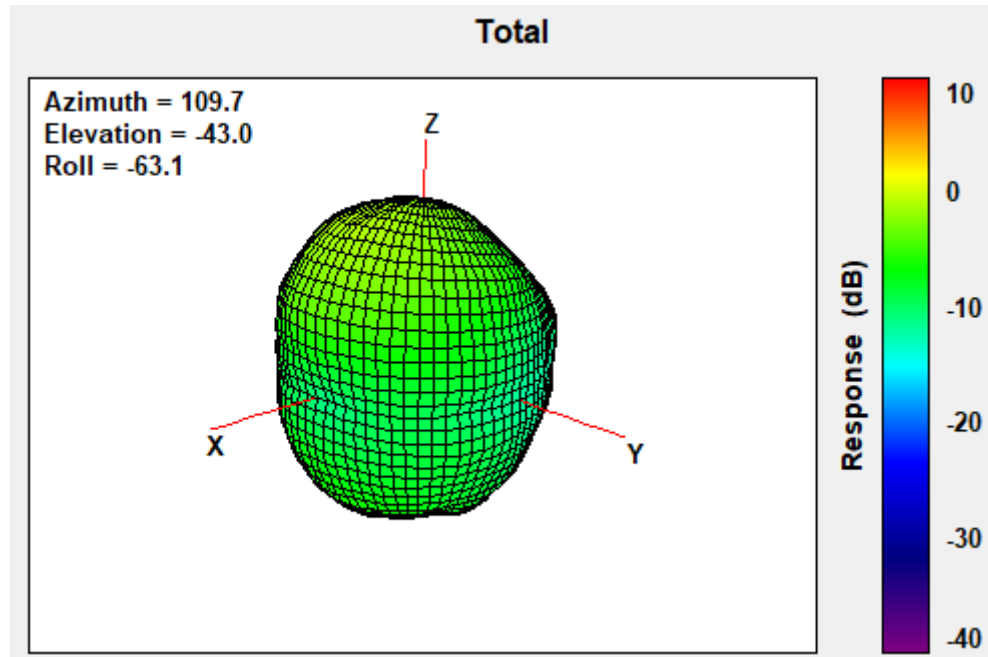 Total
Azimuth = 109.7
Elevation = -43.0
Roll = -63.1
Z
X
Y
10
0
-10
-20
-30
-40
Response (dB)